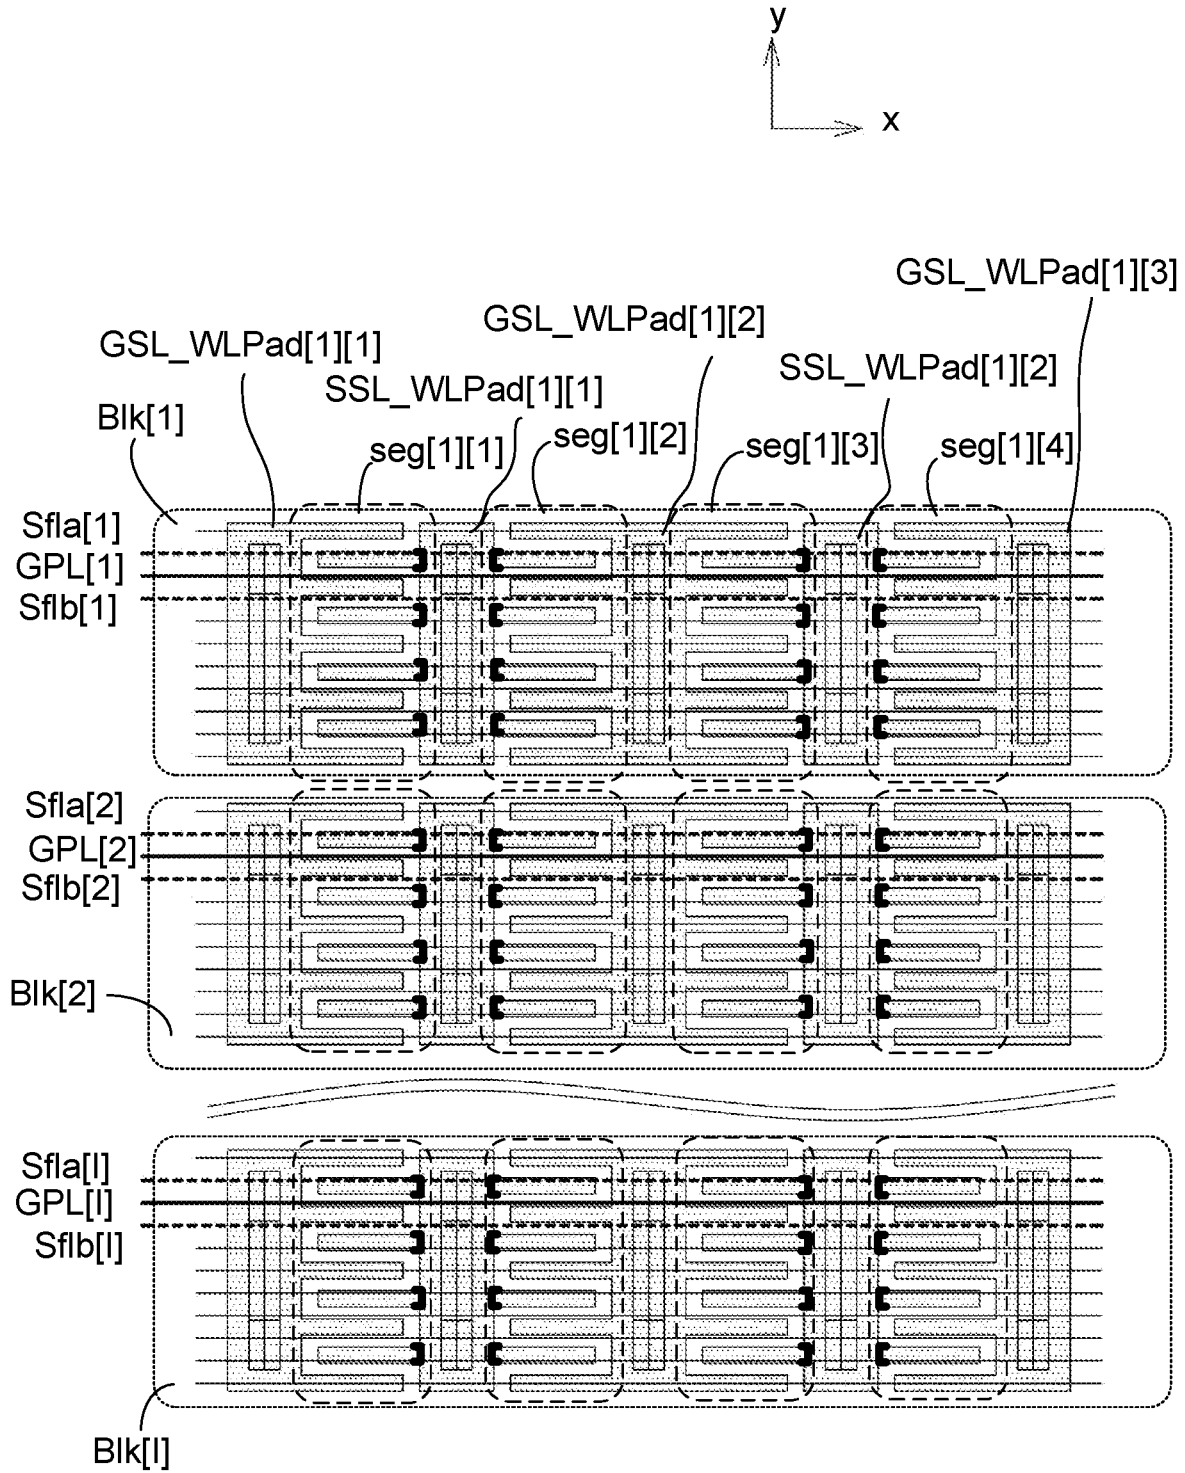 y
x
GSL_WLPad[1][3]
GSL_WLPad[1][2]
GSL_WLPad[1][1]
SSL_WLPad[1][2]
SSL_WLPad[1][1]
Blk[1]
seg[1][1]
seg[1][2]
seg[1][3]
seg[1][4]
Sfla[1]
GPL[1]
Sflb[1]
Sfla[2]
GPL[2]
Sflb[2]
Blk[2]
Sfla[l]
GPL[l]
Sflb[l]
Blk[l]